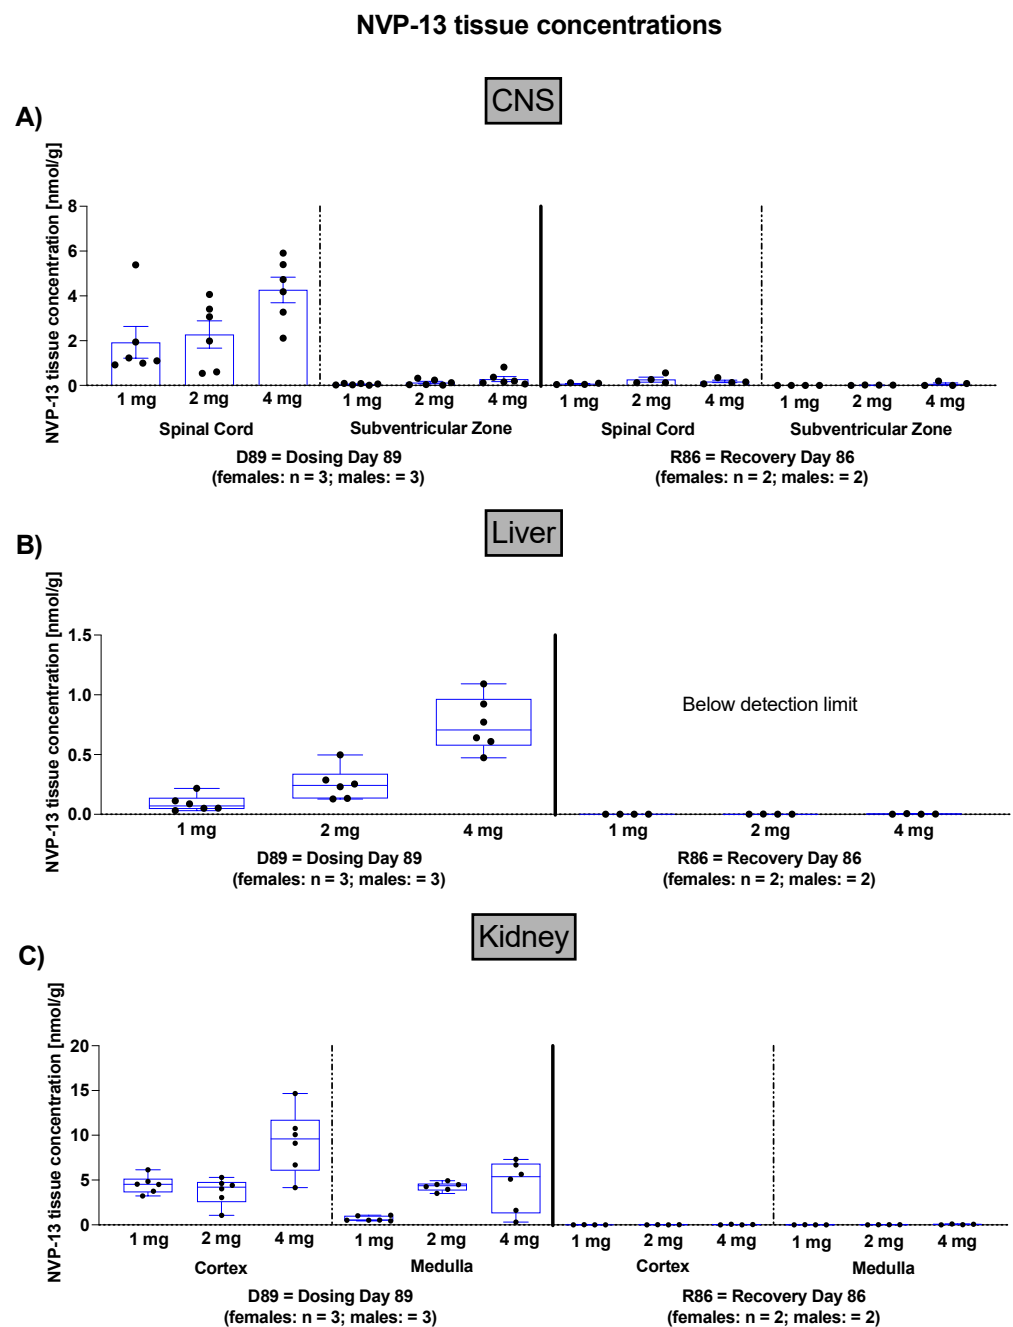 NVP-13 tissue concentrations
CNS
A)
NVP-13 tissue concentration [nmol/g]
8
6
4
2
0
1 mg 2 mg 4 mg 1 mg 2 mg 4 mg 1 mg 2 mg 4 mg 1 mg 2 mg 4 mg
Spinal Cord Subventricular Zone Spinal Cord Subventricular Zone
D89 = Dosing Day 89 R86 = Recovery Day 86
(females: n = 3; males: = 3) (females: n = 2; males: = 2)
Liver
B)
NVP-13 tissue concentration [nmol/g]
1.5
1.0
0.5
0.0
Below detection limit
1 mg 2 mg 4 mg 1 mg 2 mg 4 mg
D89 = Dosing Day 89 R86 = Recovery Day 86
(females: n = 3; males: = 3) (females: n = 2; males: = 2)
Kidney
C)
NVP-13 tissue concentration [nmol/g]
20
15
10
5
0
1 mg 2 mg 4 mg 1 mg 2 mg 4 mg 1 mg 2 mg 4 mg 1 mg 2 mg 4 mg
Cortex Medulla Cortex Medulla
D89 = Dosing Day 89 R86 = Recovery Day 86
(females: n = 3; males: = 3) (females: n = 2; males: = 2)